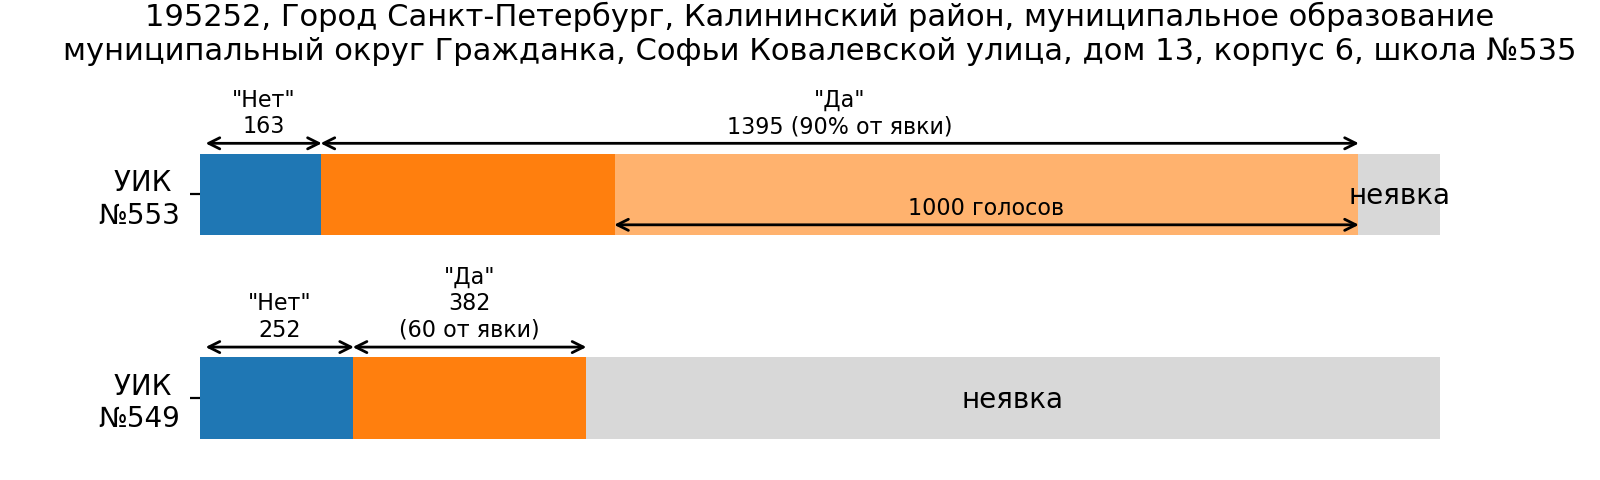 195252, Город Санкт-Петербург, Калининский район, муниципальное образование
муниципальный округ Гражданка, Софьи Ковалевской улица, дом 13, корпус 6, школа №535
"Нет"
163
"Да"
1395 (90% от явки)
УИК
№553
1000 голосов
неявка
"Нет"
252
"Да"
382
(60 от явки)
УИК
№549
неявка